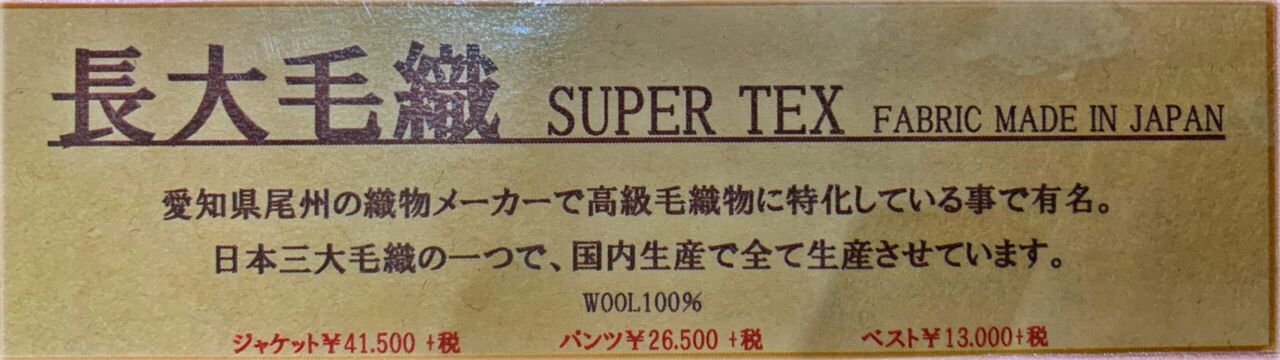 長大毛織 SUPER TEX FABRIC MADE IN JAPAN
愛知県尾州の織物メーカーで高級毛織物に特化している事で有名。
日本三大毛織の一つで、国内生産で全て生産させています。
WOOL100%
ジャケット¥41.500 +税 パンツ¥26.500 +税 ベスト¥13.000+税